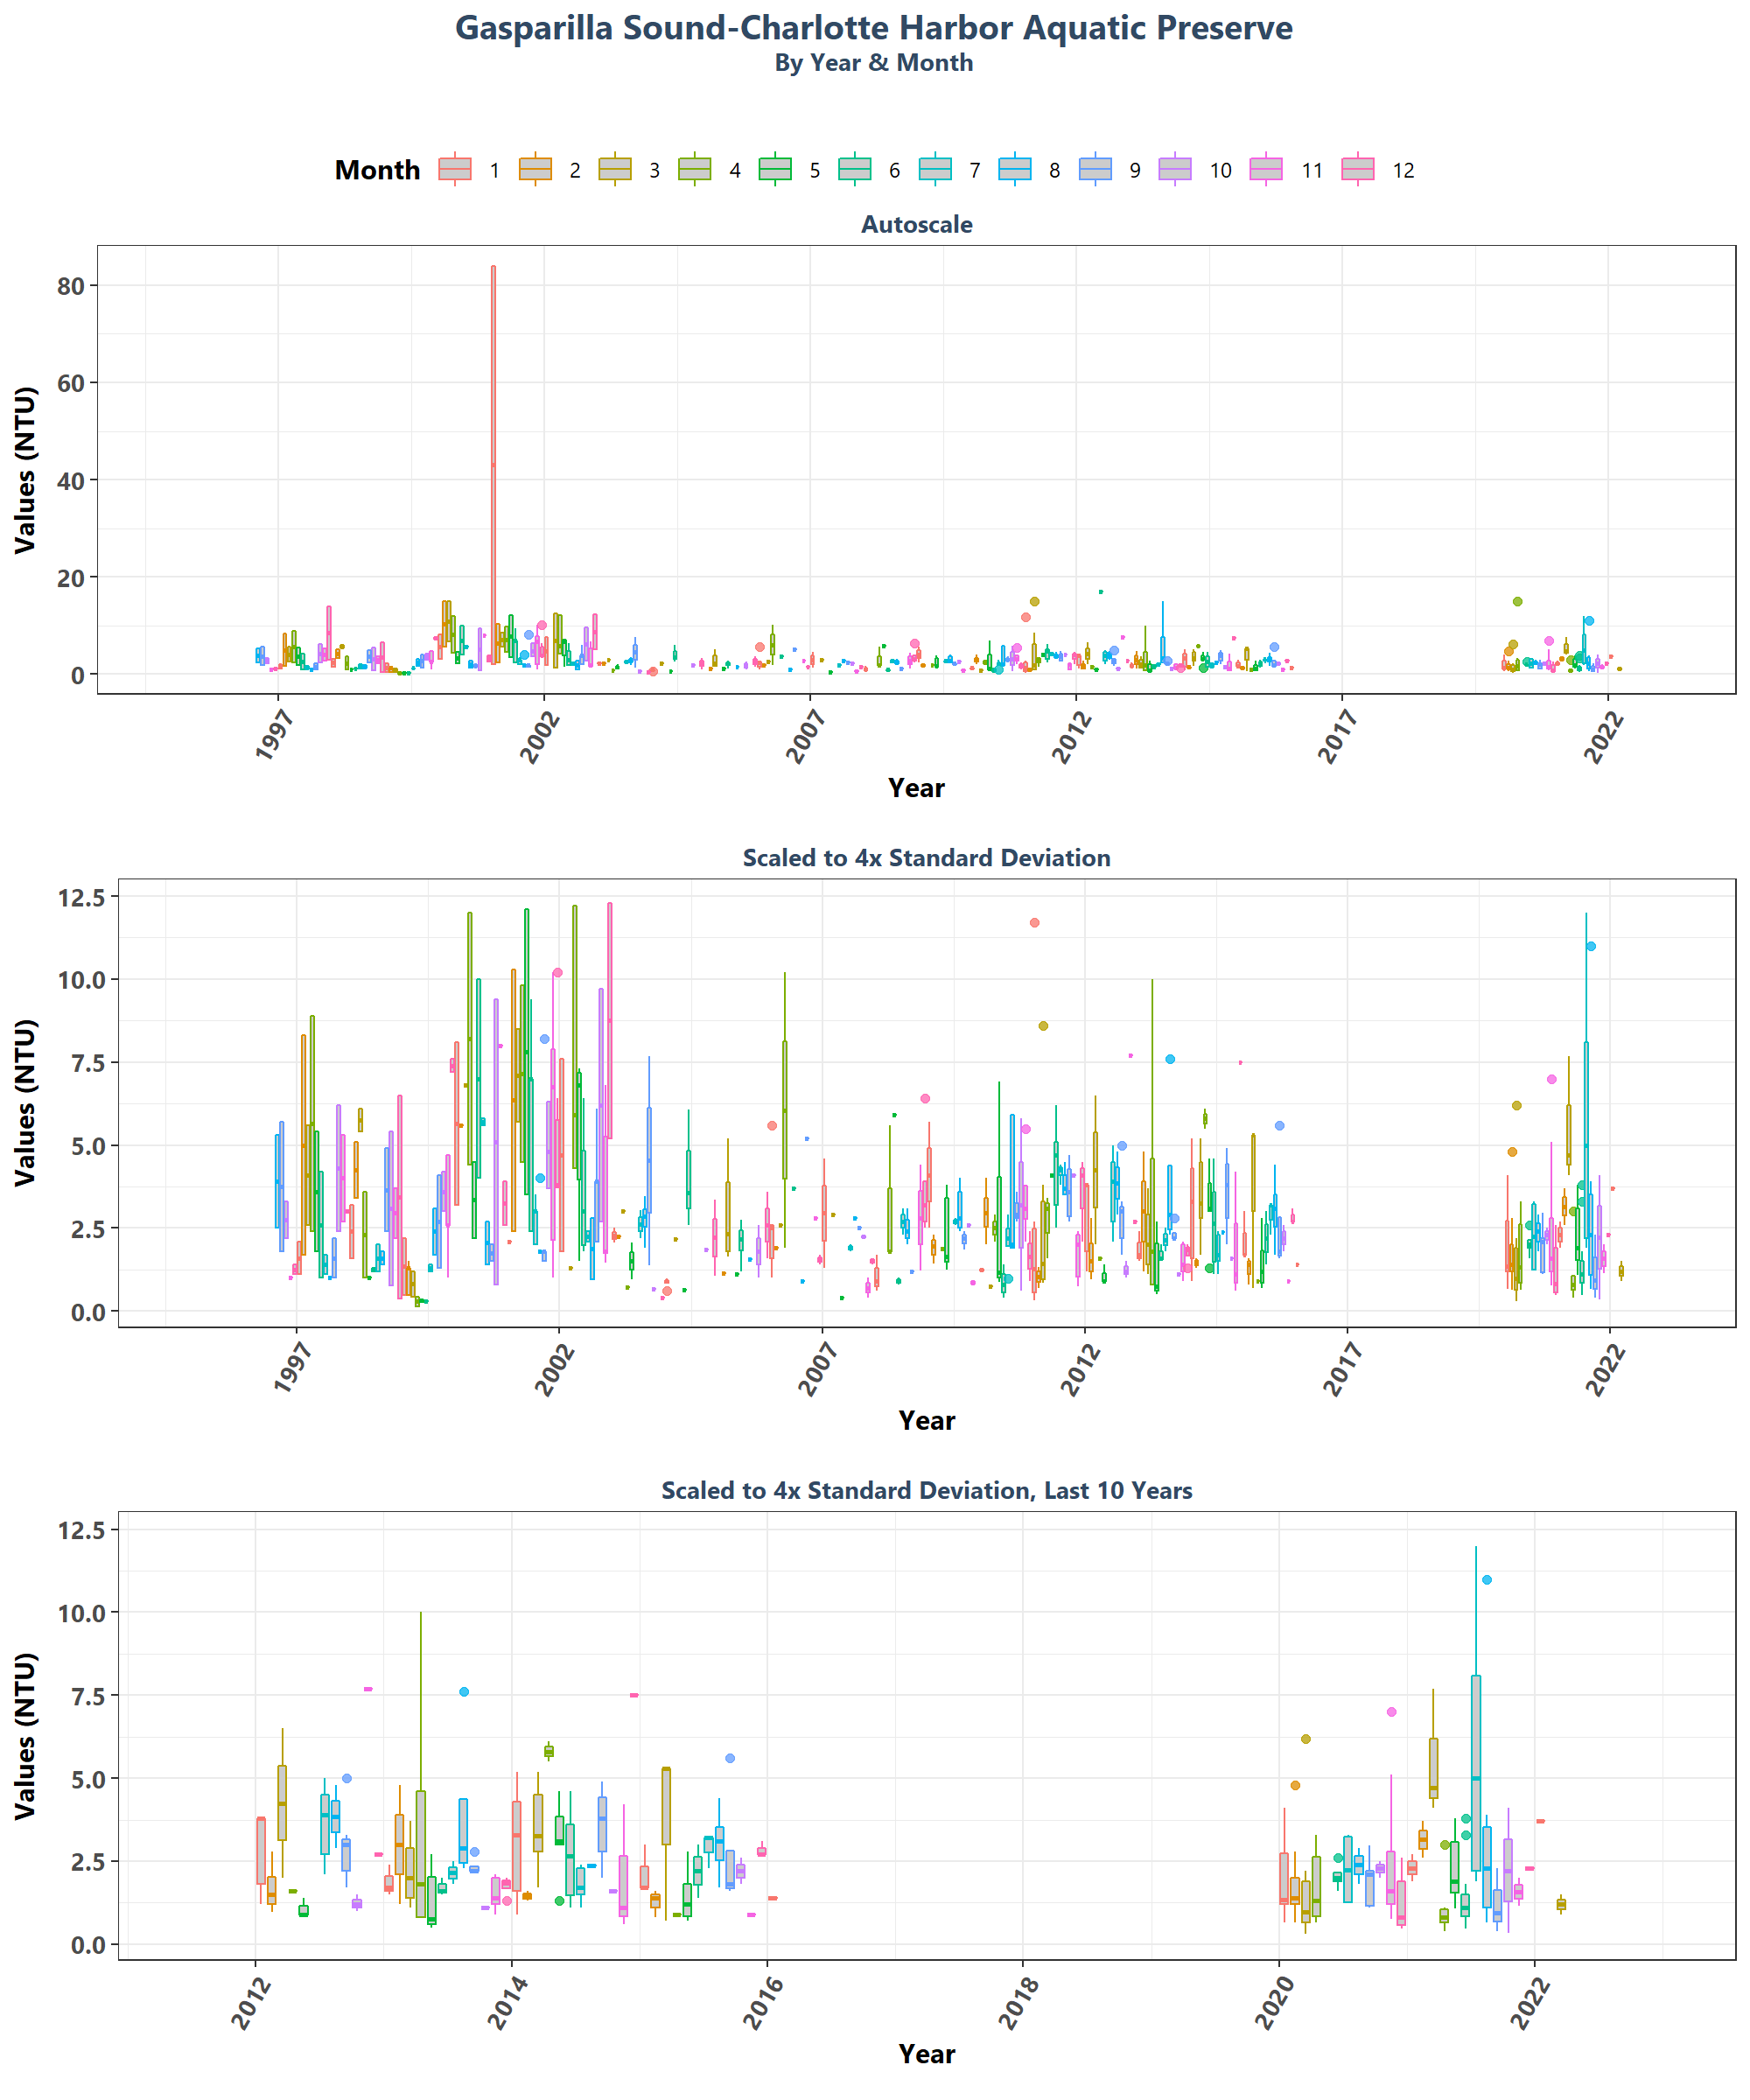 Gasparilla Sound-Charlotte Harbor Aquatic Preserve
By Year & Month
Month 1 2 3 4 5 6 7 8 9 10 11 12
Autoscale
Values (NTU)
80
60
40
20
0
1997 2002 2007 2012 2017 2022
Year
Scaled to 4x Standard Deviation
Values (NTU)
12.5
10.0
7.5
5.0
2.5
0.0
1997 2002 2007 2012 2017 2022
Year
Scaled to 4x Standard Deviation, Last 10 Years
Values (NTU)
12.5
10.0
7.5
5.0
2.5
0.0
2012 2014 2016 2018 2020 2022
Year